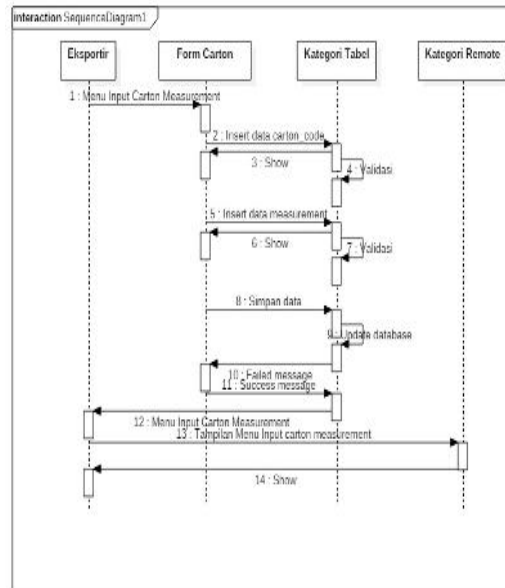 interaction SequenceDiagram1
Eksportir
Form Carton
Kategori Tabel
Kategori Remote
1 : Menu Input Carton Measurement
2 : Insert data carton_code
3 : Show
4 : Validasi
5 : Insert data measurement
6 : Show
7 : Validasi
8 : Simpan data
9 : Update database
10 : Failed message
11 : Success message
12 : Menu Input Carton Measurement
13 : Tampilan Menu Input carton measurement
14 : Show